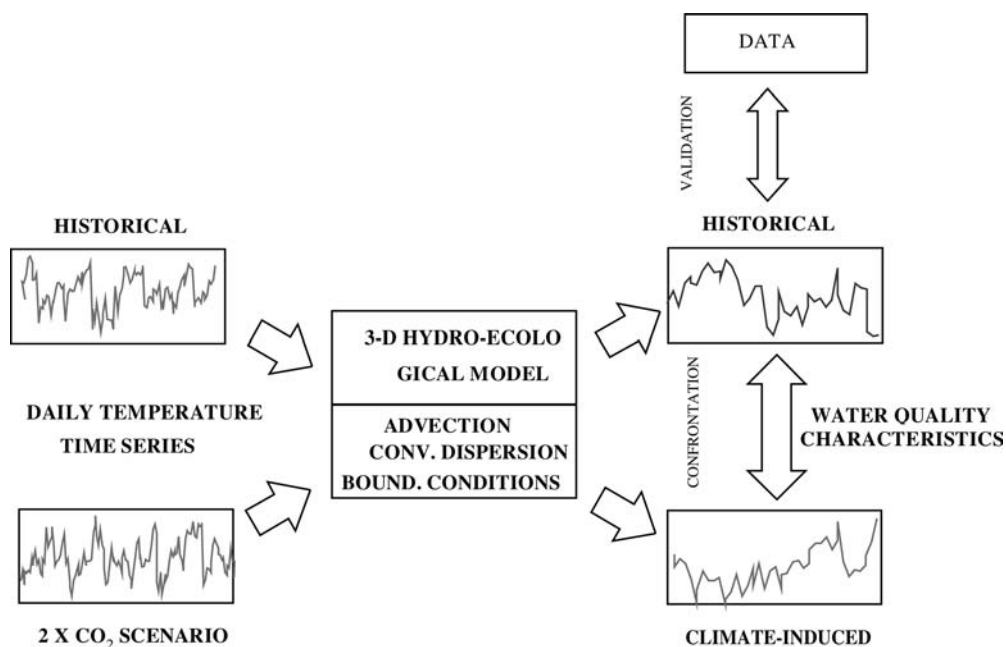 DATA
VALIDATION
HISTORICAL
HISTORICAL
3-D HYDRO-ECOLO
GICAL MODEL
DAILY TEMPERATURE
TIME SERIES
ADVECTION
CONV. DISPERSION
BOUND. CONDITIONS
CONFRONTATION
WATER QUALITY
CHARACTERISTICS
2 X CO₂ SCENARIO
CLIMATE-INDUCED